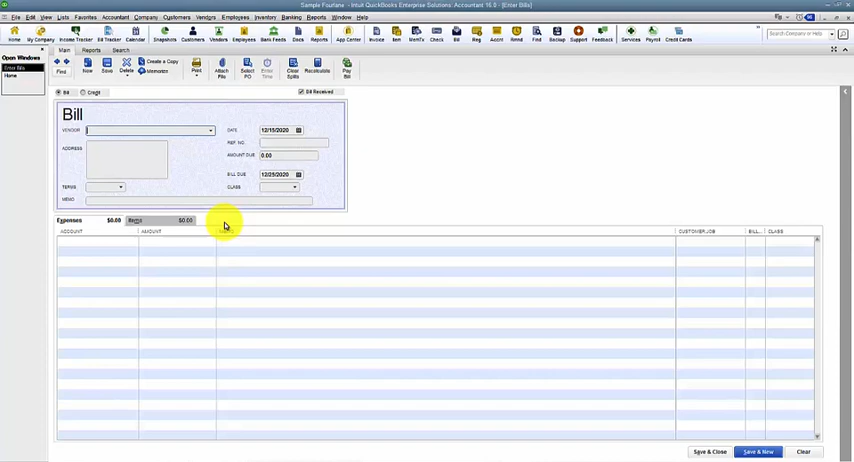 Sample Fourlane - Intuit QuickBooks Enterprise Solutions: Accountant 16.0 - [Enter Bills]
File Edit View Lists Favorites Accountant Company Customers Vendors Employees Inventory Banking Reports Window Help
Home My Company Income Tracker Bill Tracker Calendar Snapshots Customers Vendors Employees Bank Feeds Docs Reports App Center Invoice Item MemTx Check Bill Reg Accnt Rmnd Find Backup Support Feedback Services Payroll Credit Cards
Search Company or Help
Open Windows
Enter Bills
Home
Main Reports Search
Find New Save Delete Create a Copy Memorize Print Attach File Enter Time Select PO Clear Splits Recalculate Pay Bill
Bill Credit Bill Received
Bill
VENDOR DATE 12/15/2020
ADDRESS REF. NO.
AMOUNT DUE 0.00
BILL DUE 12/25/2020
TERMS CLASS
MEMO
Expenses $0.00 Items $0.00
ACCOUNT AMOUNT CUSTOMER:JOB BILL... CLASS
Save & Close Save & New Clear